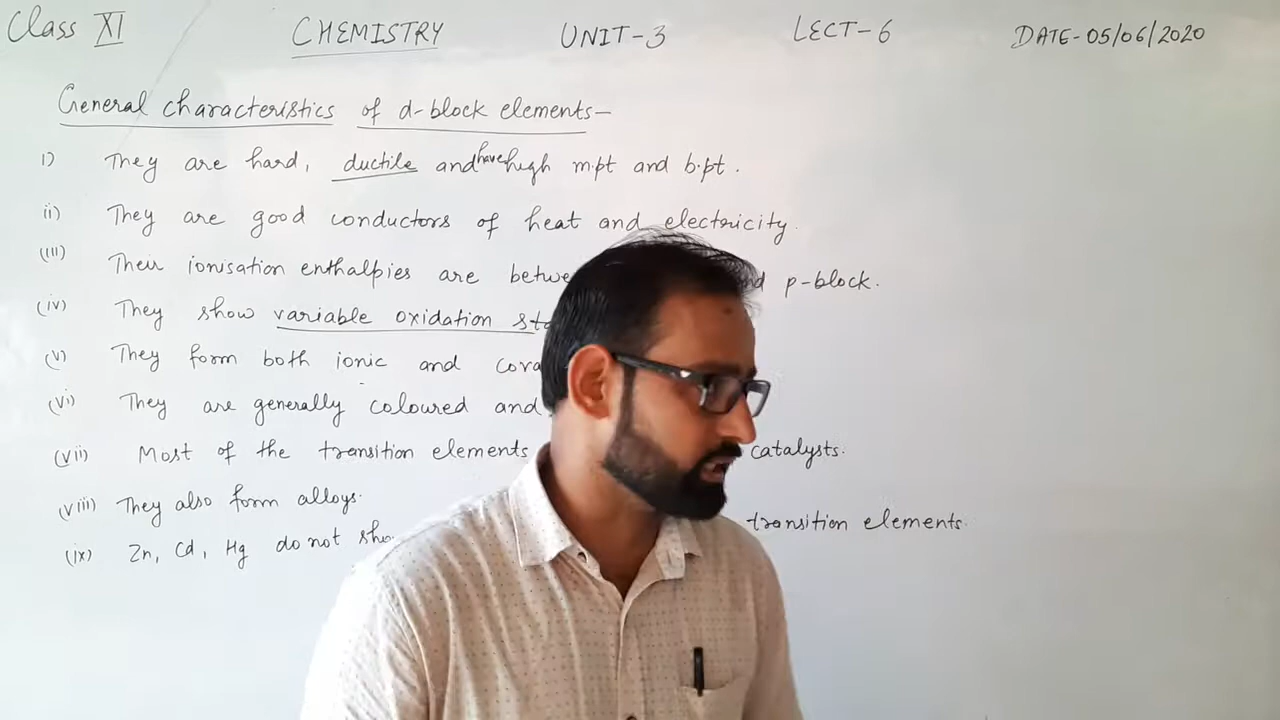 Class XI CHEMISTRY UNIT-3 LECT-6 DATE-05/06/2020
General characteristics of d-block elements-
i) They are hard, ductile and have high m.pt and b.pt.
ii) They are good conductors of heat and electricity.
(iii) Their ionisation enthalpies are betwe nd p-block.
(iv) They show variable oxidation sta
(v) They form both ionic and cova
(vi) They are generally coloured and
(vii) Most of the transition elements catalysts.
(viii) They also form alloys.
(ix) Zn, Cd, Hg do not sho transition elements.